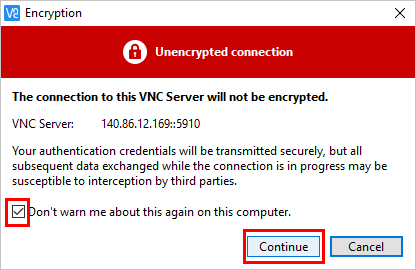 VS Encryption
Unencrypted connection
The connection to this VNC Server will not be encrypted.
VNC Server: 140.86.12.169::5910
Your authentication credentials will be transmitted securely, but all
subsequent data exchanged while the connection in progress may be
susceptible to interception by third parties.
Don't warn me about this again on this computer.
Continue Cancel